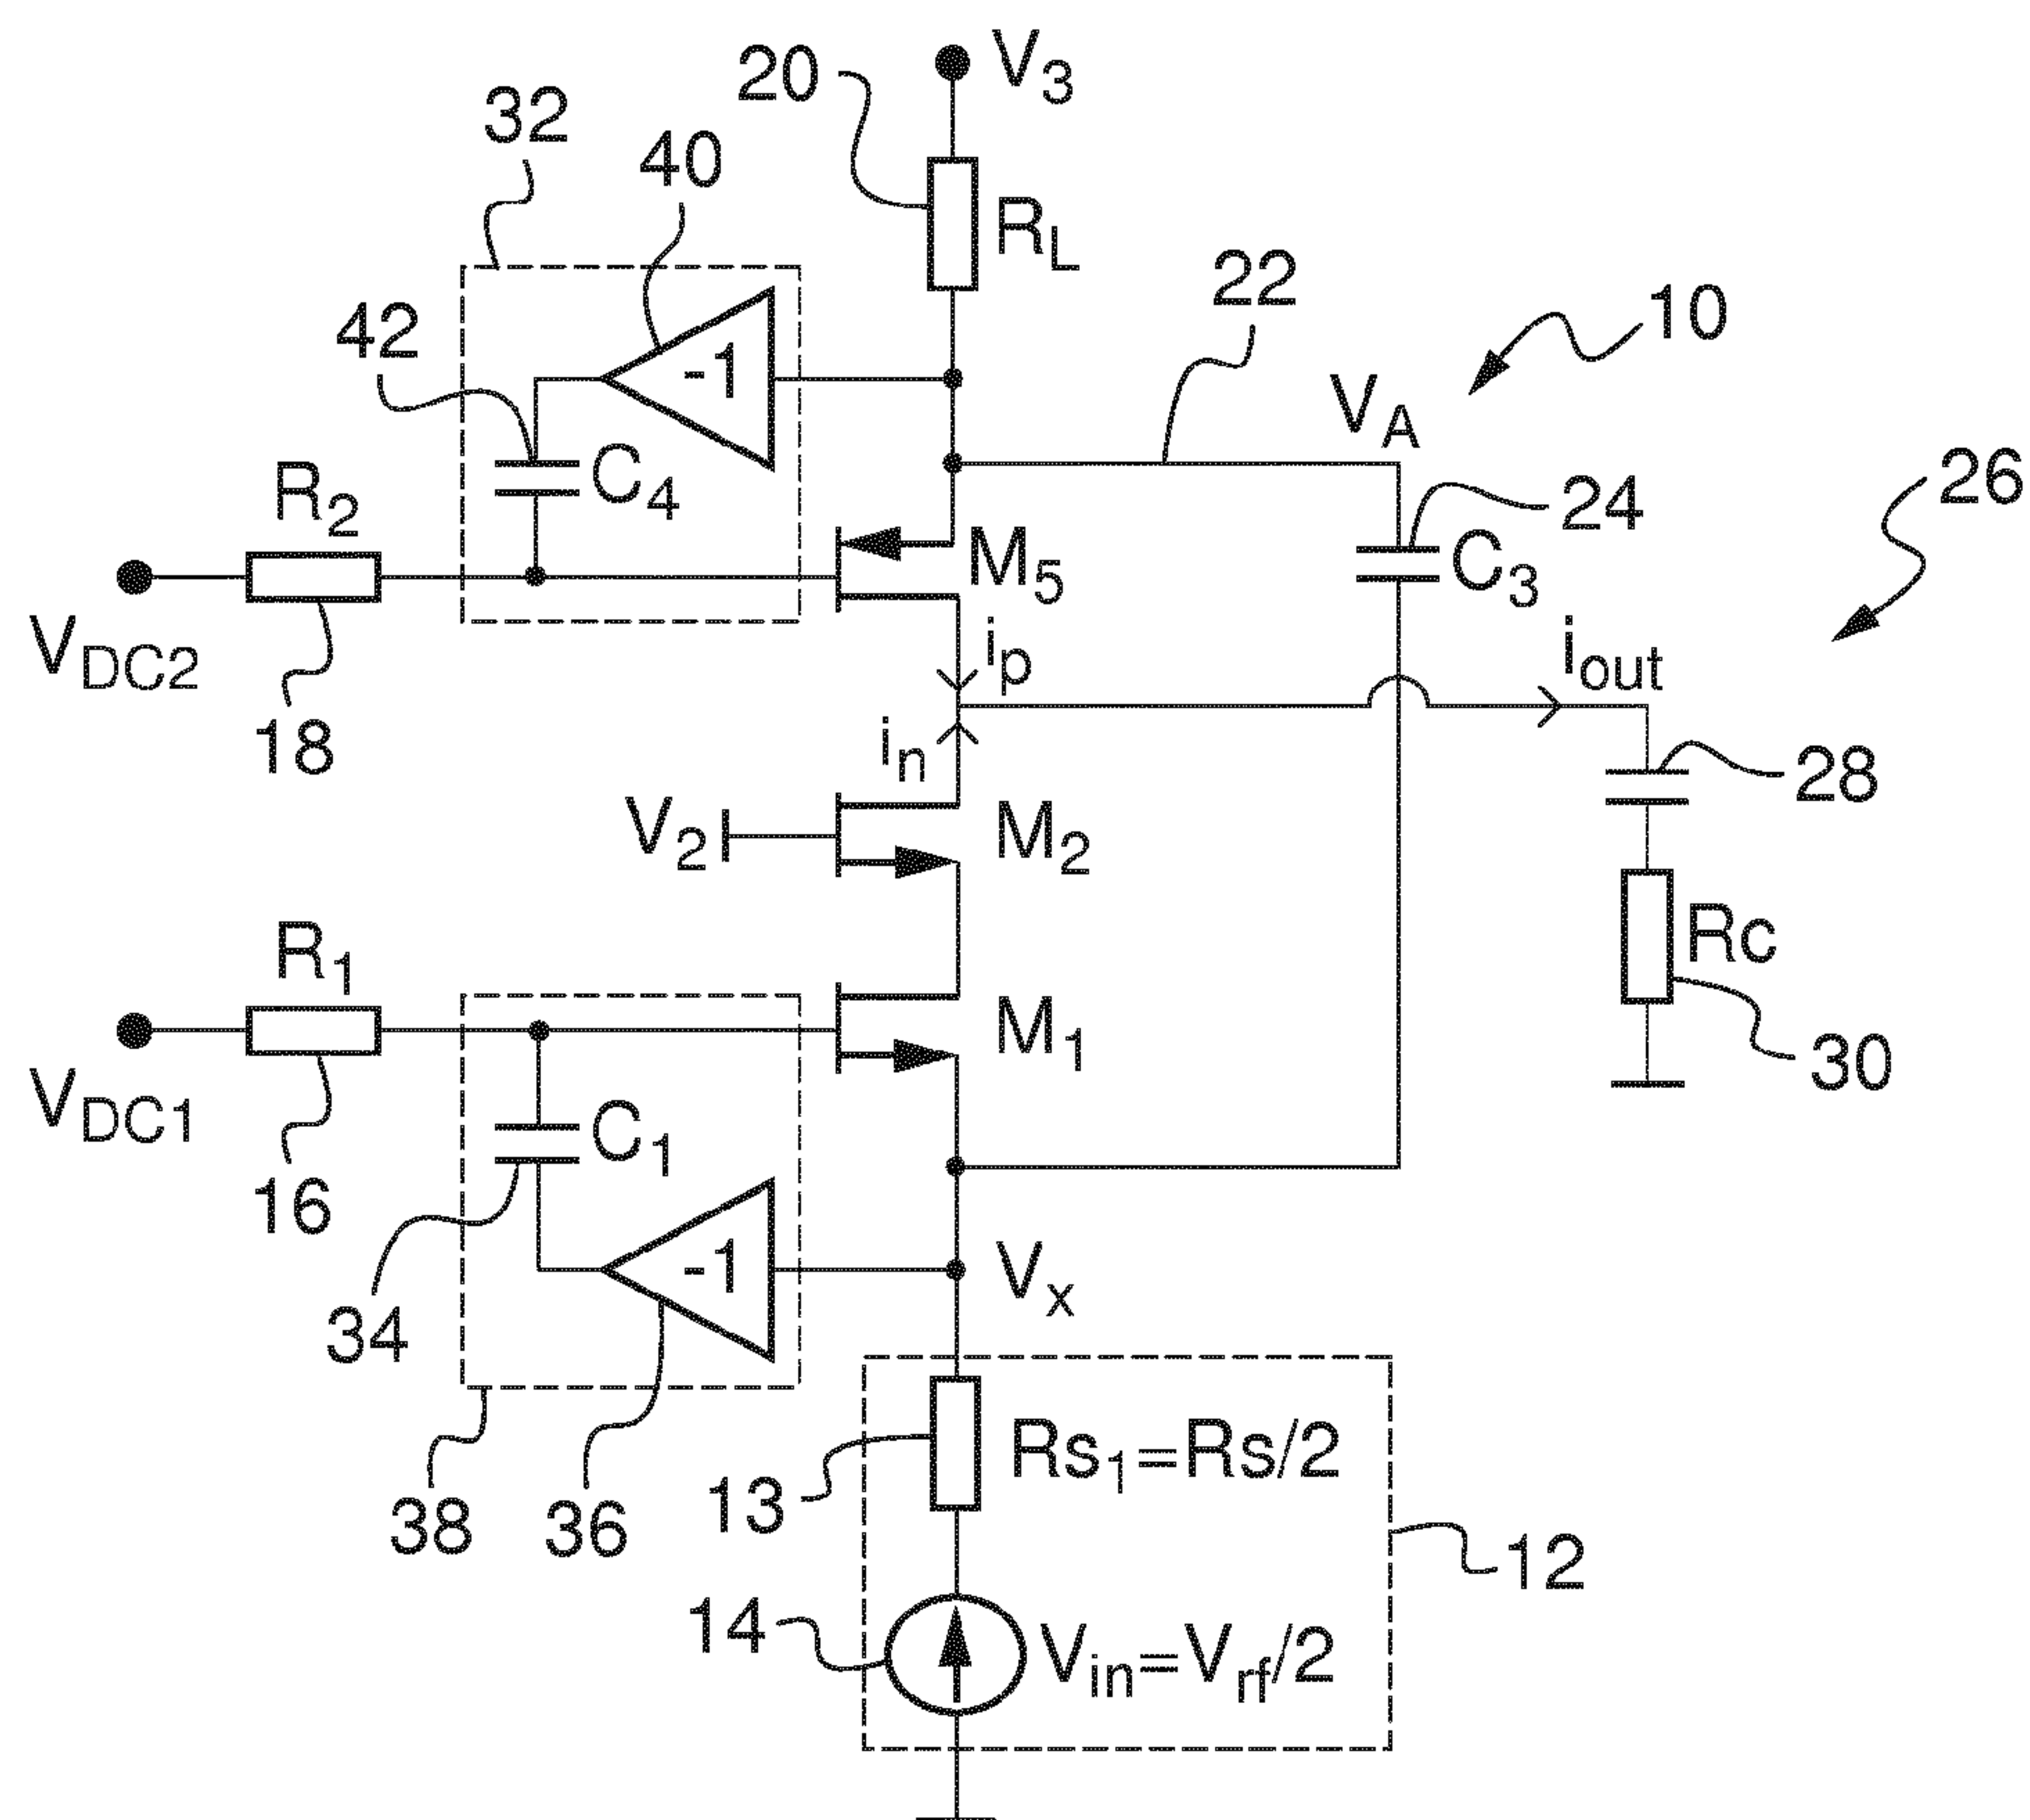 20
V3
32
40
RL
22
10
42
-1
VA
26
R2
C4
24
M5
C3
VDC2
ip
iout
18
in
28
V2
M2
R1
Rc
M1
VDC1
C1
30
16
-1
Vx
34
Rs1=Rs/2
13
38
36
12
14
Vin=Vrf/2